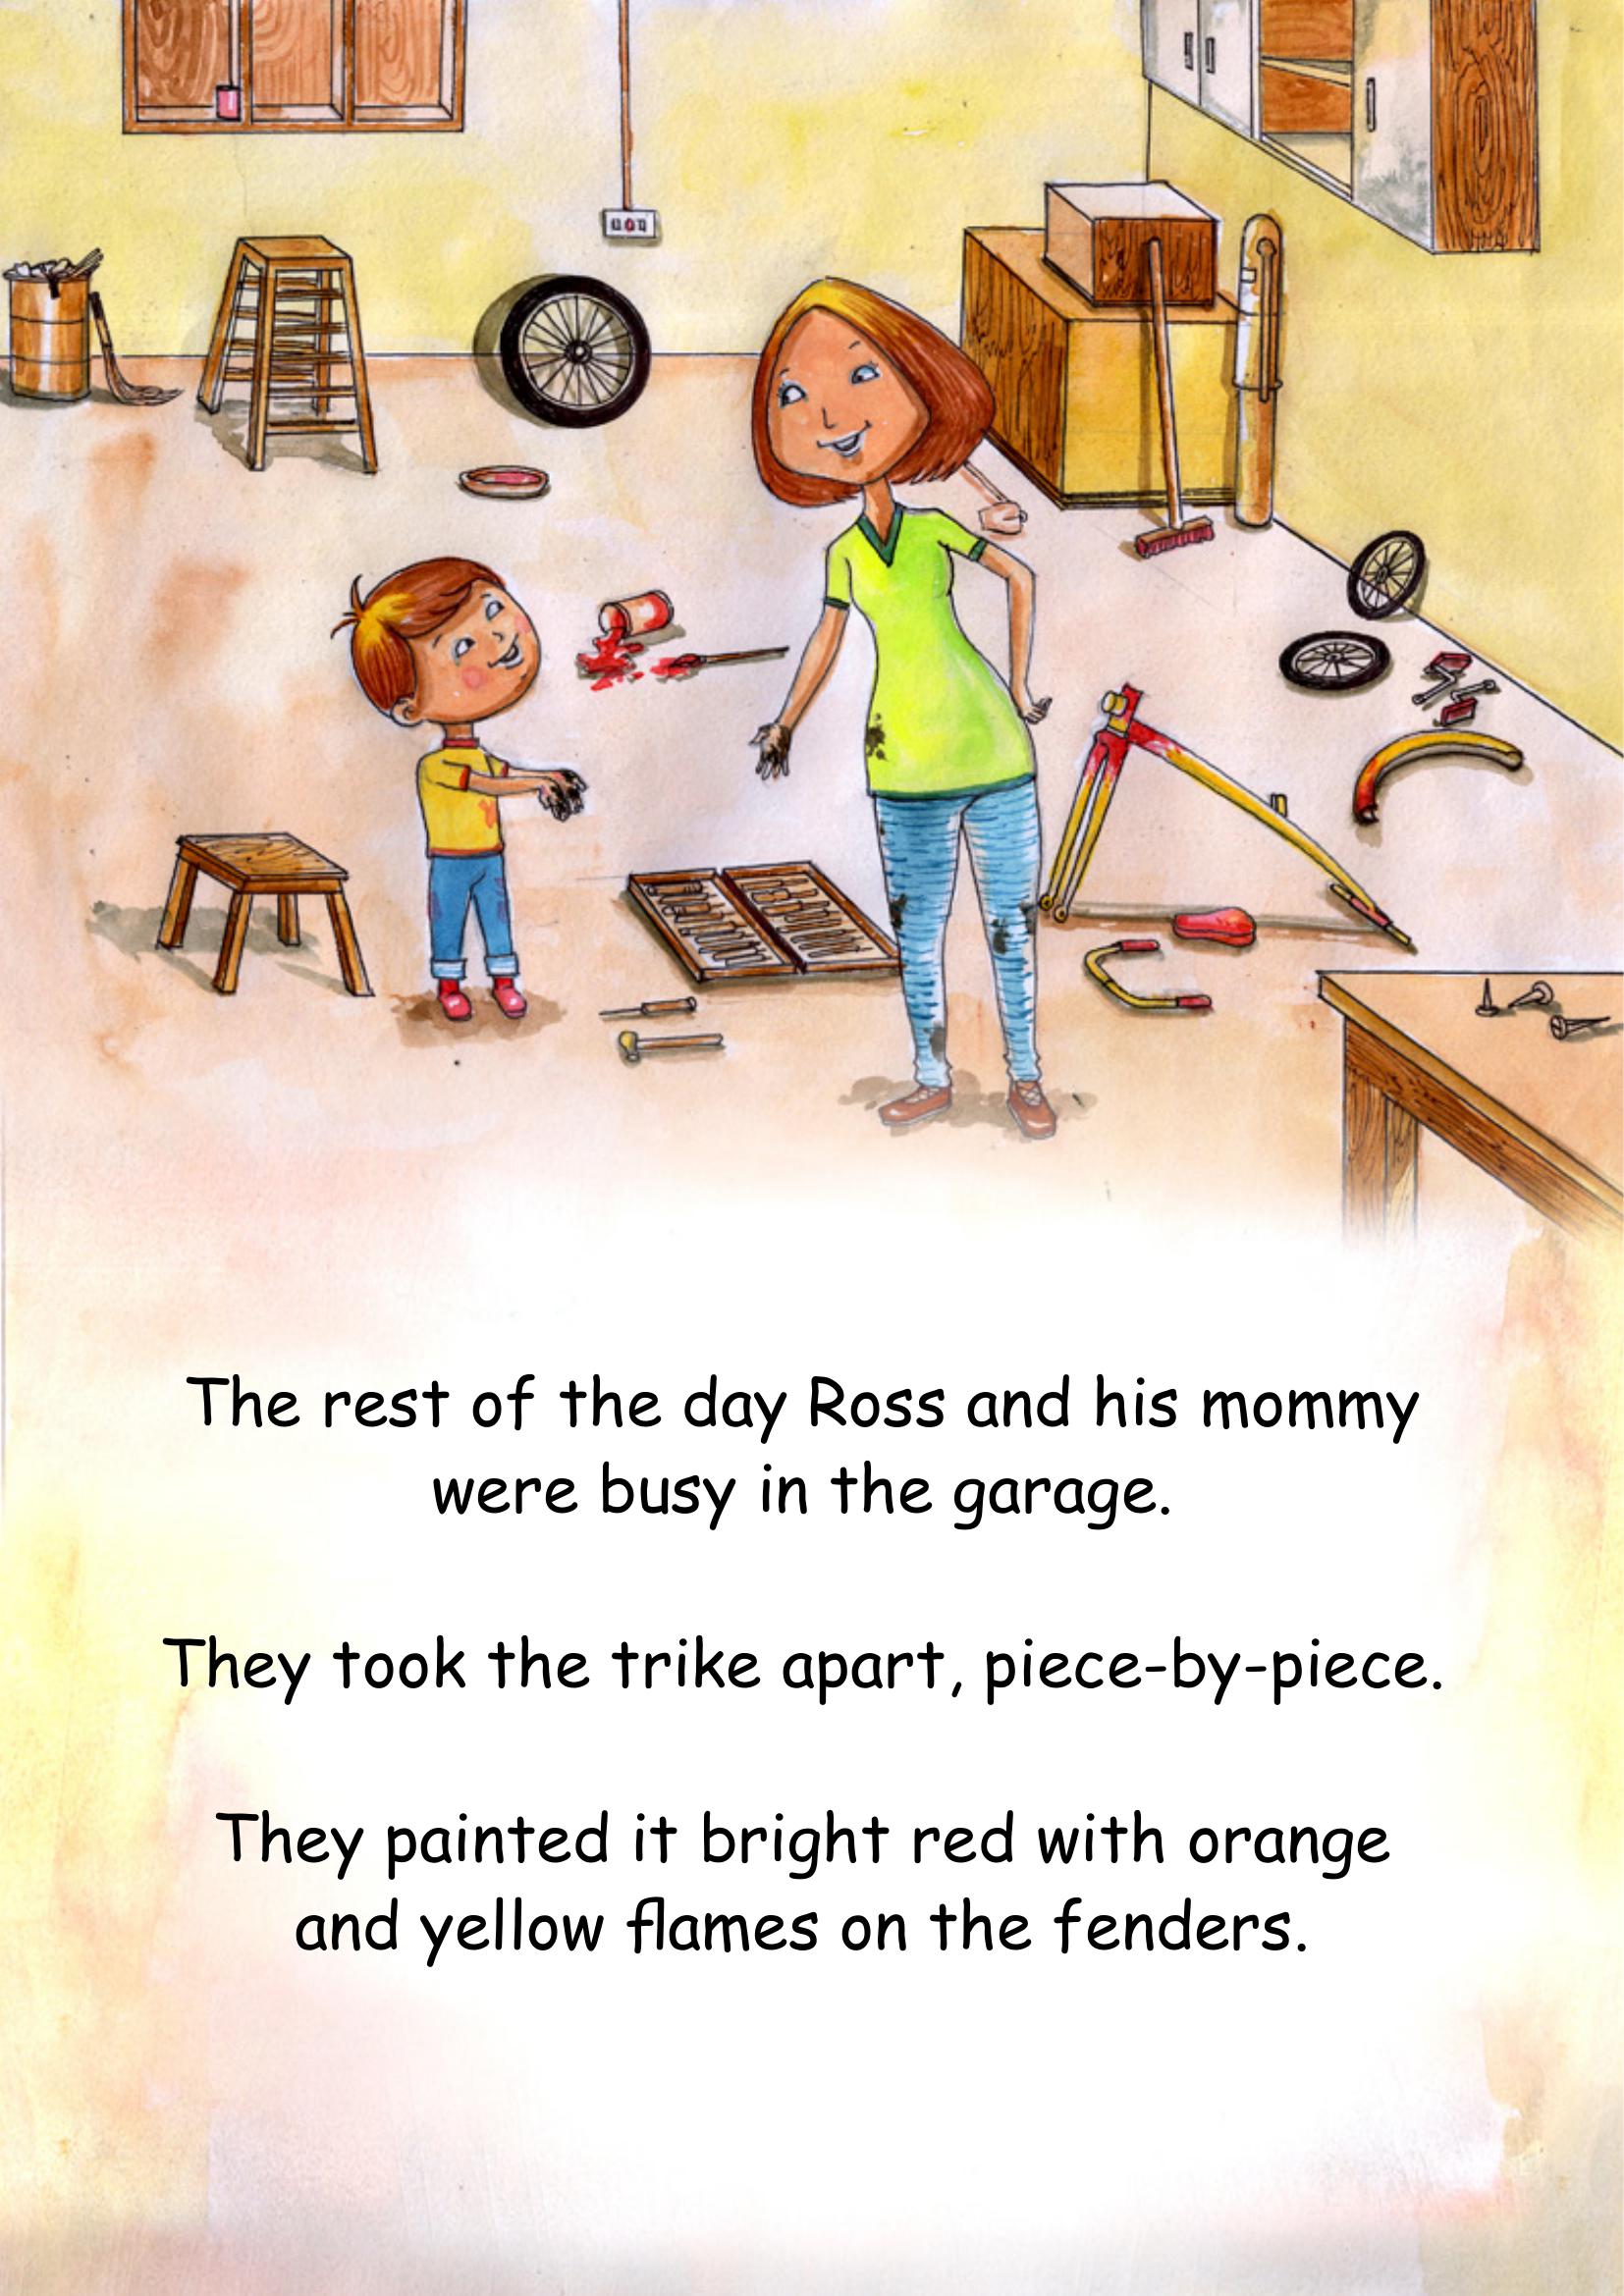 The rest of the day Ross and his mommy
were busy in the garage.
They took the trike apart, piece-by-piece.
They painted it bright red with orange
and yellow flames on the fenders.